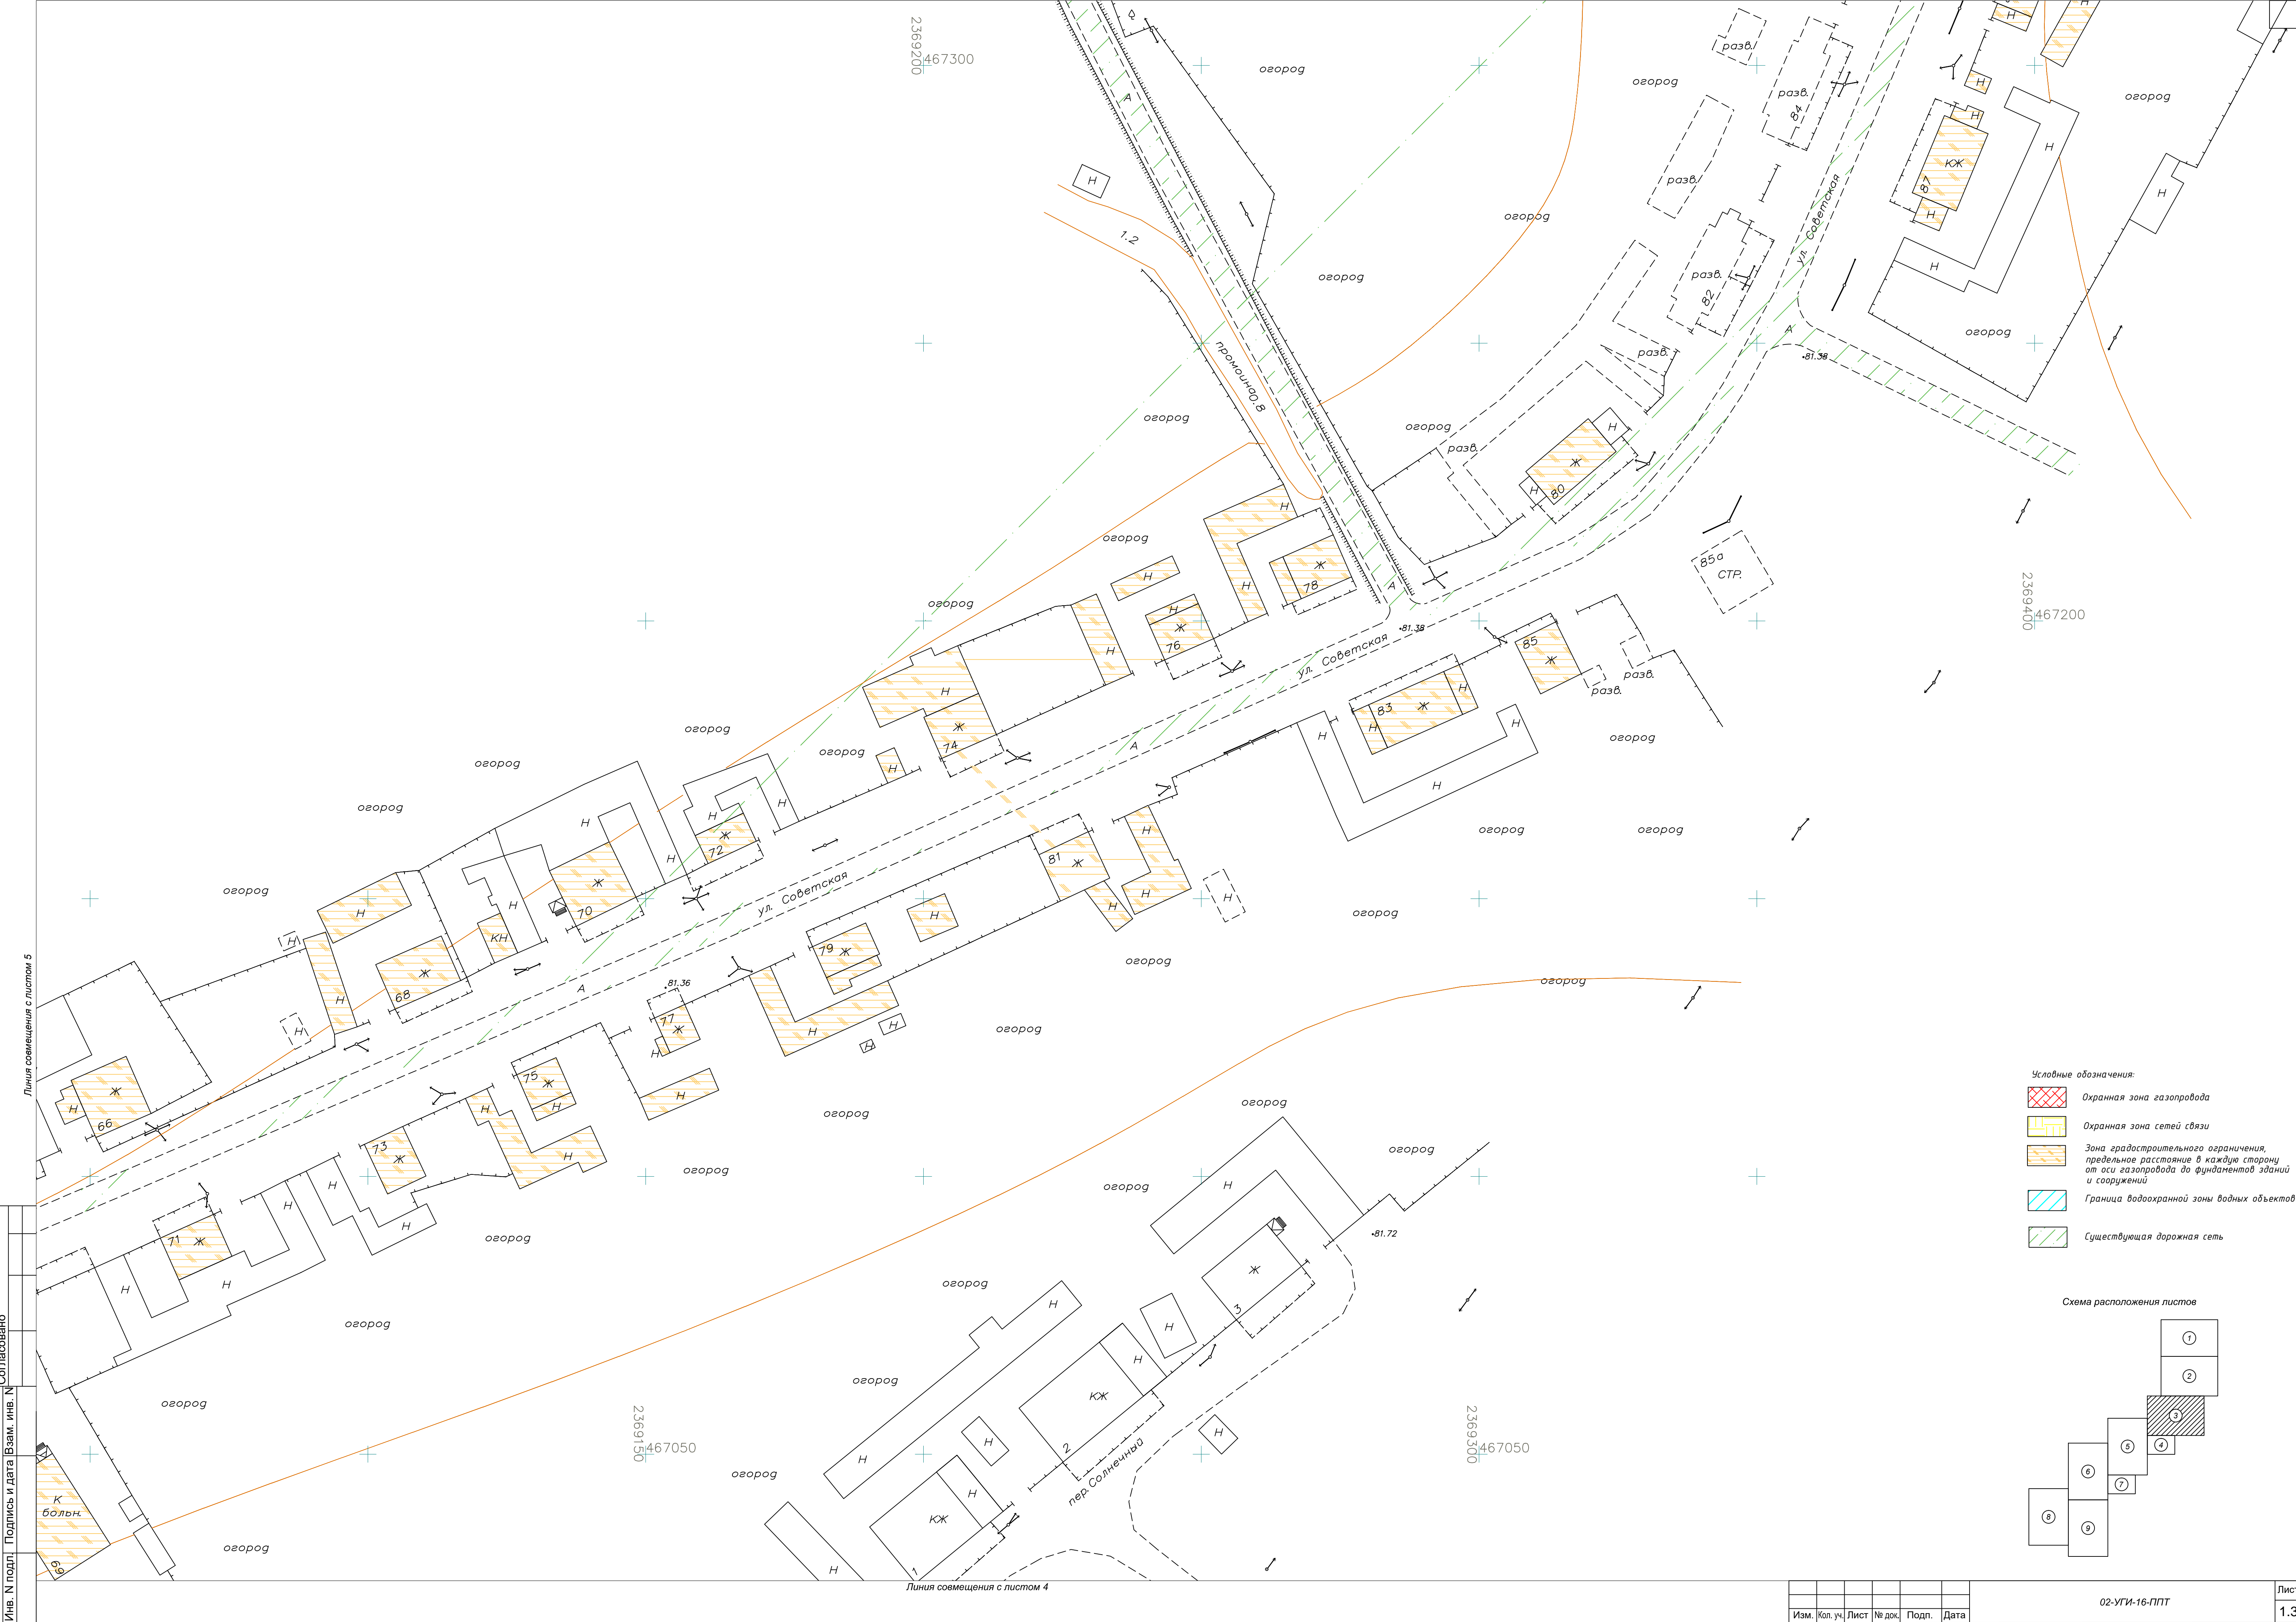 2369200
467300
огород
разв.
разв.
84
Н
Н
Н
Н
огород
А
огород
КЖ
87
Н
Н
Н
Н
разв.
ул. Советская
огород
1.2
огород
разв.
82
Н
А
81.38
огород
промоина
0.8
разв.
огород
огород
разв.
Н
Ж
80
Н
85а
СТР.
2369400
467200
огород
Н
Н
Ж
78
Н
А
огород
Н
Н
Ж
76
81.38
ул. Советская
85
Ж
разв.
разв.
Н
Н
Ж
74
83
Ж
Н
Н
огород
огород
огород
Н
А
Н
Н
Н
огород
огород
огород
огород
Н
Н
Ж
72
Н
Н
Н
81
Ж
Н
Н
Н
огород
огород
Ж
70
ул. Советская
Н
КН
Н
Н
79
Ж
Н
огород
огород
Ж
68
Н
Н
А
81.36
77
Ж
Н
Н
Н
Н
огород
Линия совмещения с листом 5
Ж
66
Н
75
Ж
Н
Н
огород
огород
73
Ж
Н
Н
огород
огород
огород
Н
Н
Н
71
Ж
Н
Н
огород
81.72
Н
Ж
3
огород
Н
Н
огород
Н
КЖ
2
огород
огород
2369150
467050
2369300
467050
Н
Н
Н
пер. Солнечный
огород
Н
КЖ
1
Н
К
больн.
69
огород
Условные обозначения:
Охранная зона газопровода
Охранная зона сетей связи
Зона градостроительного ограничения,
предельное расстояние в каждую сторону
от оси газопровода до фундаментов зданий
и сооружений
Граница водоохранной зоны водных объектов
Существующая дорожная сеть
Схема расположения листов
1
2
3
4
5
6
7
8
9
Согласовано
Взам. инв. N
Подпись и дата
Инв. N подл.
Линия совмещения с листом 4
Изм.
Кол. уч.
Лист
№ док.
Подп.
Дата
02-УГИ-16-ППТ
Лис
1.3